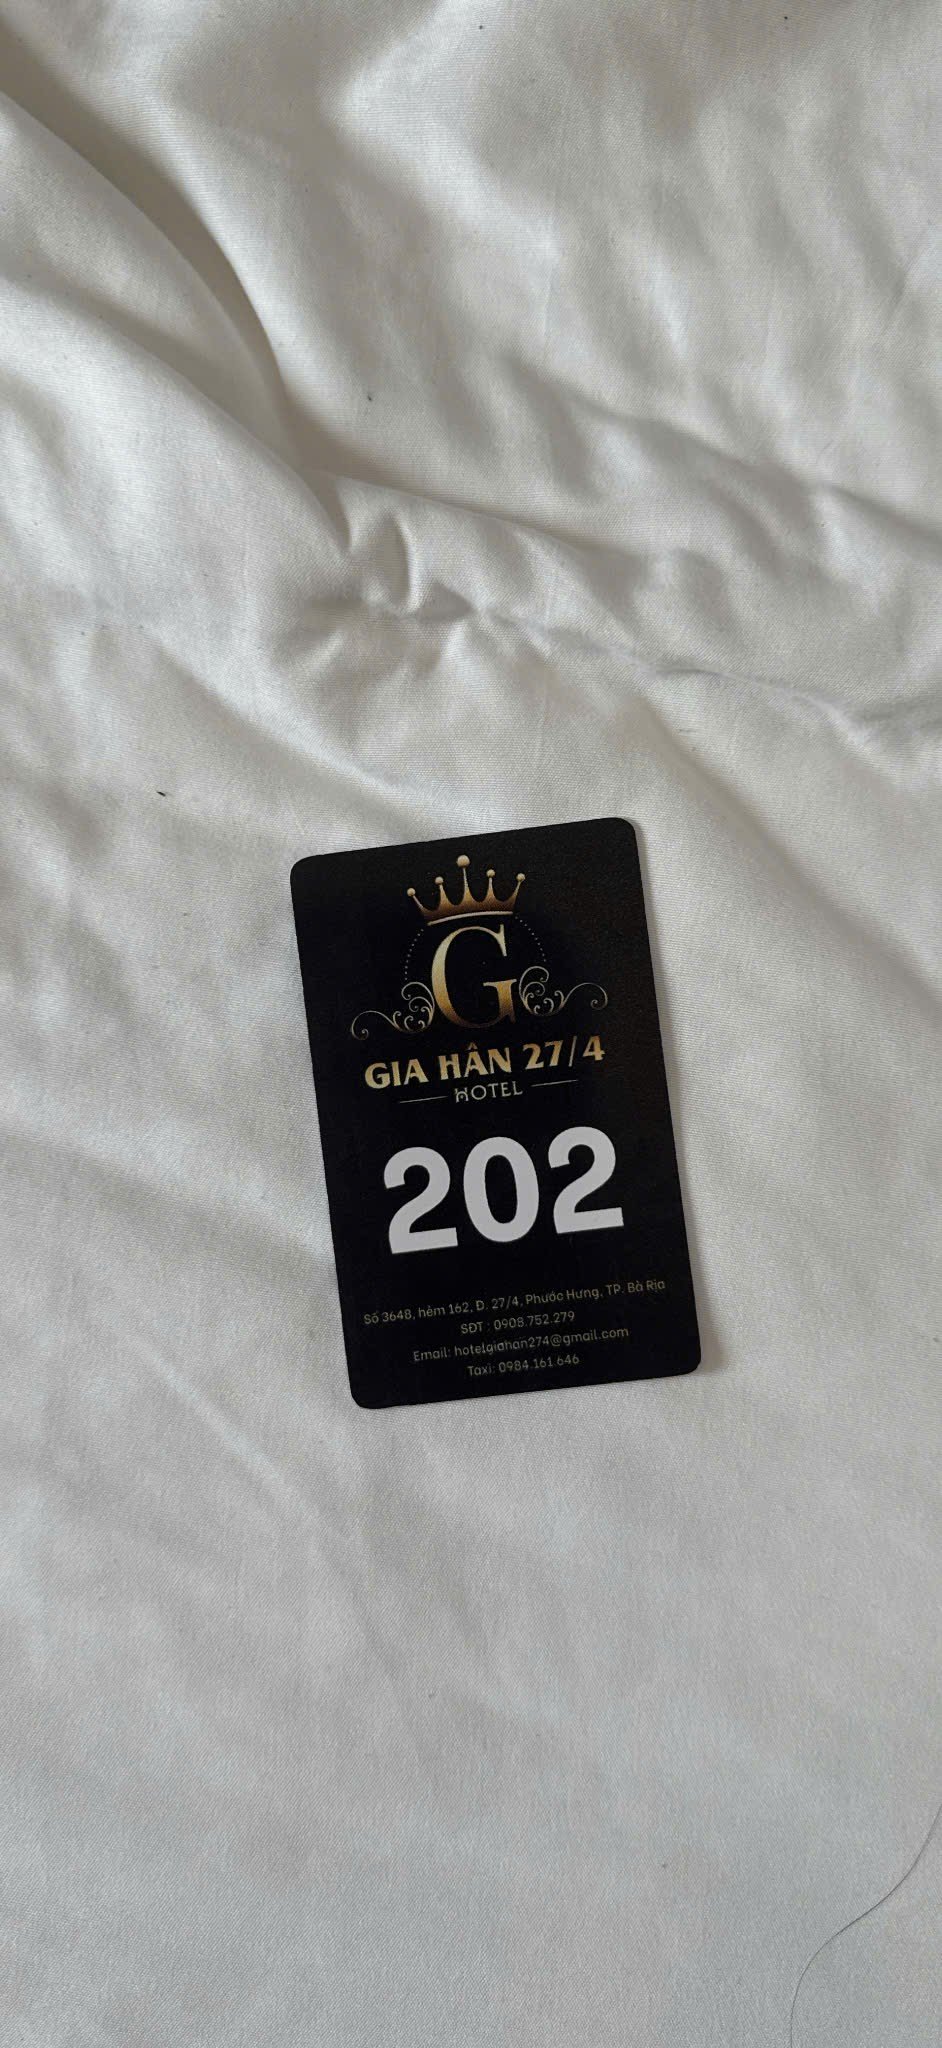 G
GIA HÂN 27/4
HOTEL
202
Số 3648, hẻm 162, Đ. 27/4, Phước Hưng, TP. Bà Rịa
SĐT : 0908.752.279
Email: hotelgiahan274@gmail.com
Taxi: 0984.161.646